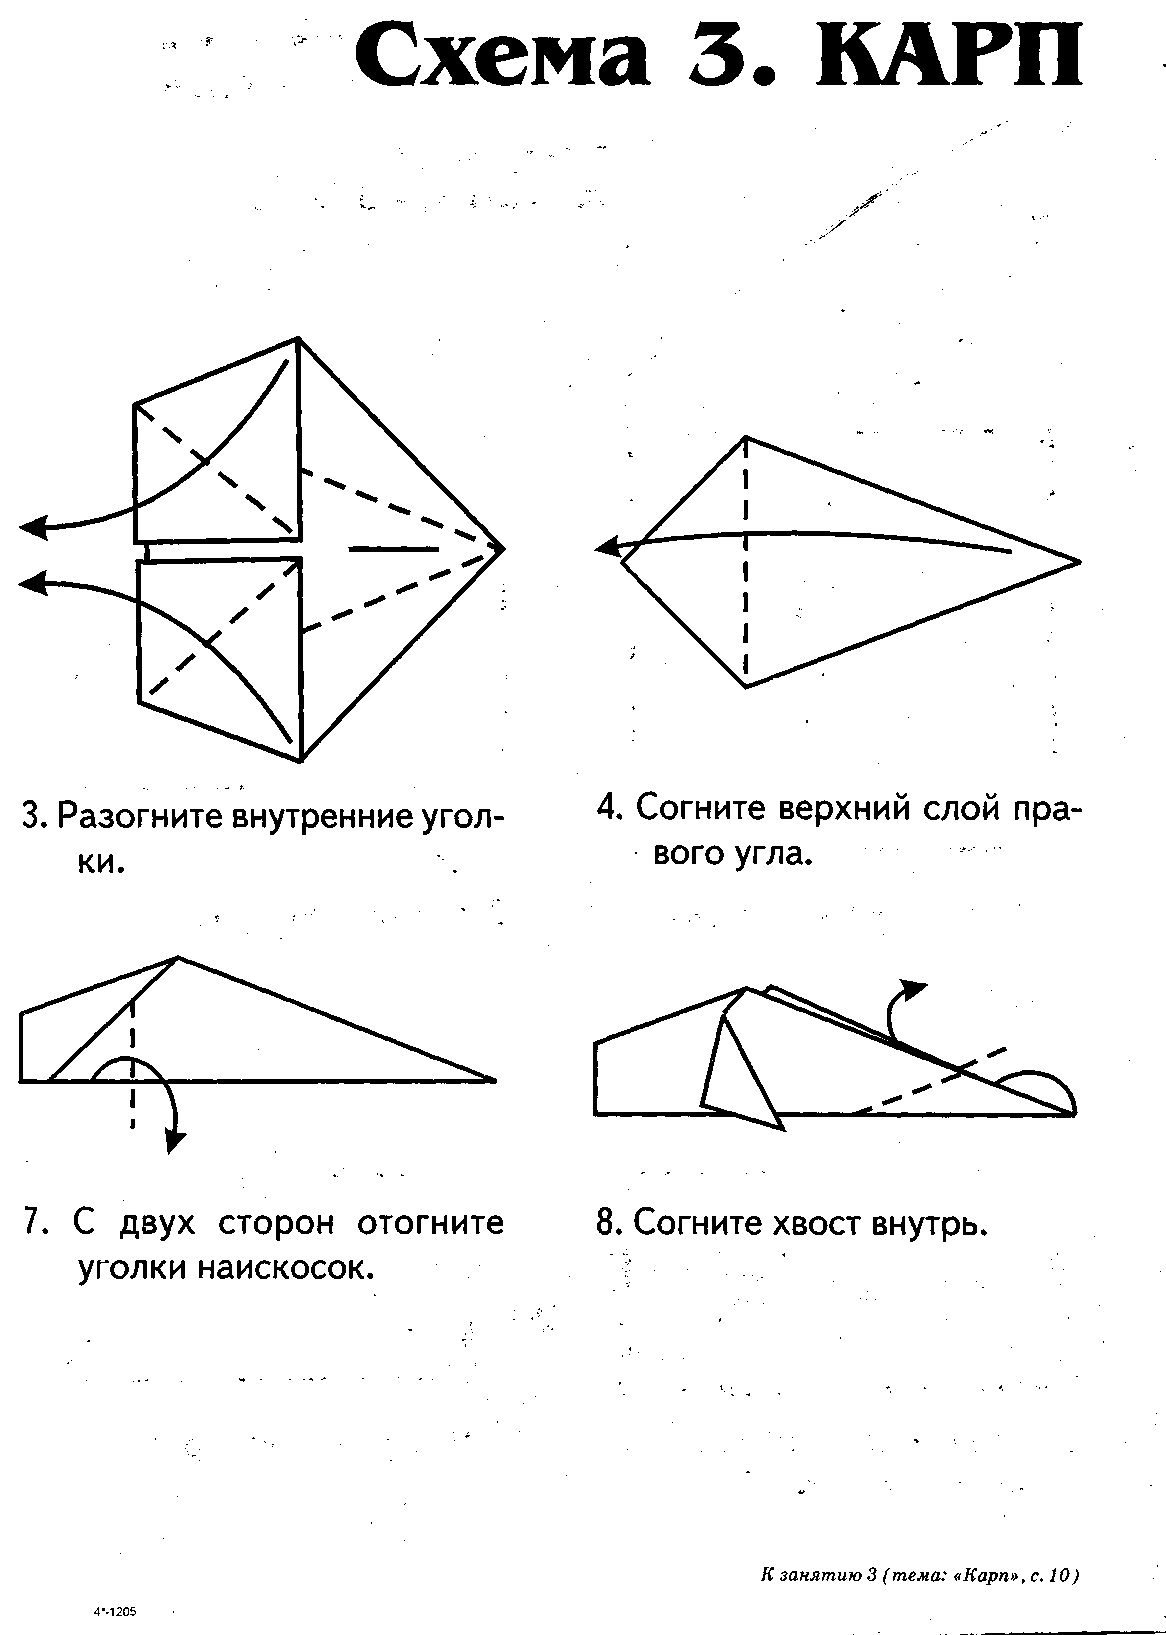 Схема 3. КАРП
3. Разогните внутренние угол-
ки.
4. Согните верхний слой пра-
вого угла.
7. С двух сторон отогните
уголки наискосок.
8. Согните хвост внутрь.
К занятию 3 (тема: «Карп», с. 10)
4*-1205